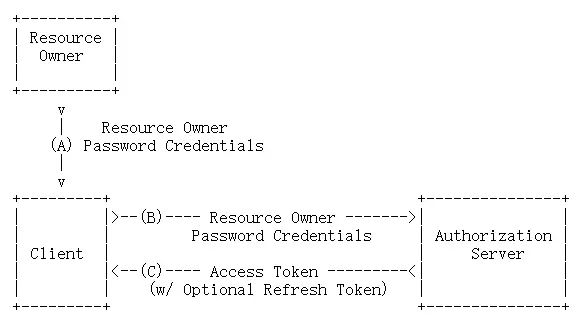 +----------+
| Resource |
|  Owner   |
|          |
+----------+
     v
     |    Resource Owner
    (A) Password Credentials
     |
     v
+---------+                                  +---------------+
|         |>--(B)---- Resource Owner ------->|               |
|         |         Password Credentials     | Authorization |
| Client  |                                  |     Server    |
|         |<--(C)---- Access Token ---------<|               |
|         |    (w/ Optional Refresh Token)   |               |
+---------+                                  +---------------+